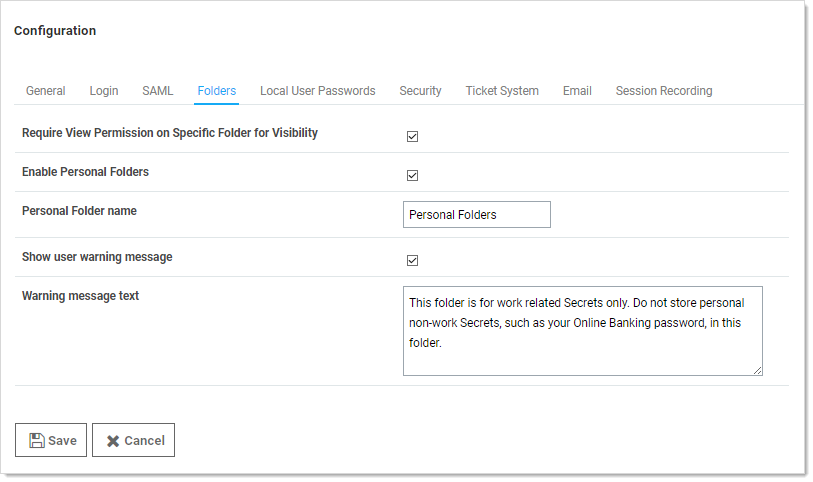 Configuration
General Login SAML Folders Local User Passwords Security Ticket System Email Session Recording
Require View Permission on Specific Folder for Visibility
Enable Personal Folders
Personal Folder name Personal Folders
Show user warning message
Warning message text This folder is for work related Secrets only. Do not store personal
non-work Secrets, such as your Online Banking password, in this
folder.
Save Cancel